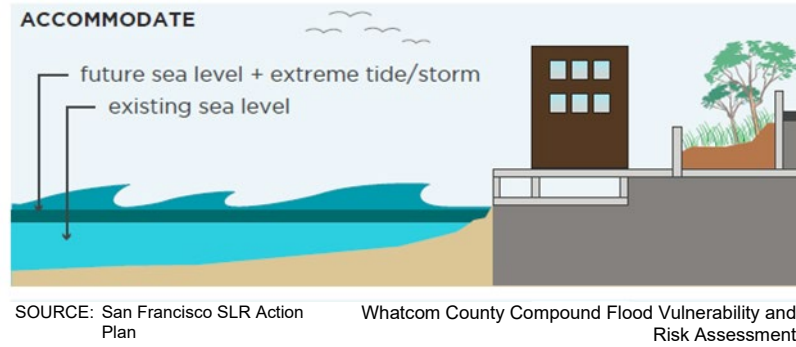 ACCOMMODATE
future sea level + extreme tide/storm
existing sea level
SOURCE: San Francisco SLR Action
Plan
Whatcom County Compound Flood Vulnerability and
Risk Assessment